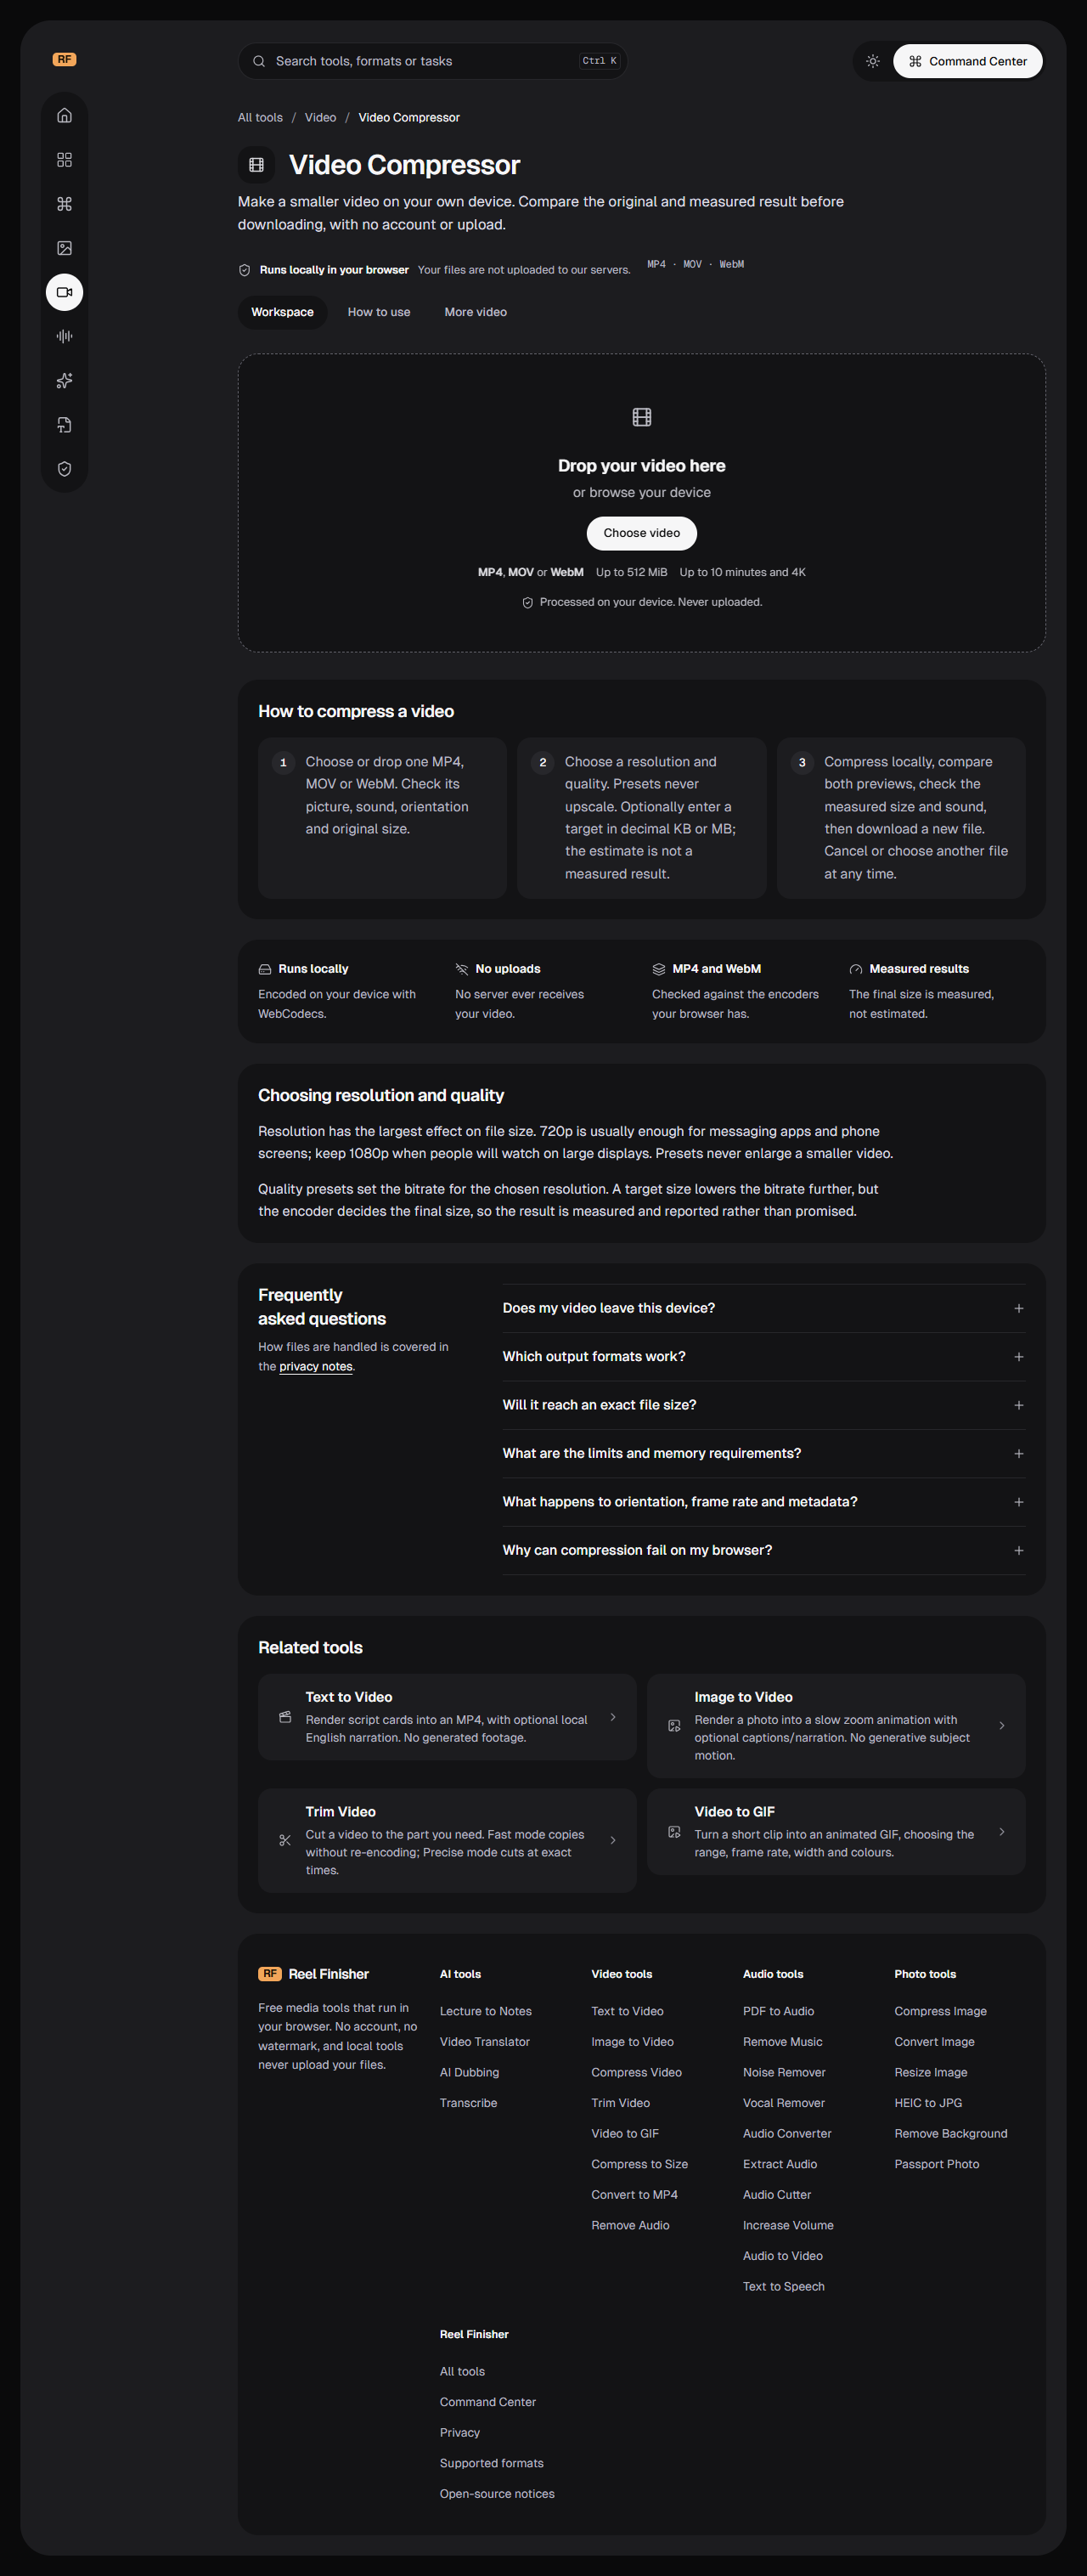 RF
Search tools, formats or tasks
Ctrl K
Command Center
All tools / Video / Video Compressor
Video Compressor
Make a smaller video on your own device. Compare the original and measured result before
downloading, with no account or upload.
Runs locally in your browser Your files are not uploaded to our servers.
MP4 · MOV · WebM
Workspace
How to use
More video
Drop your video here
or browse your device
Choose video
MP4, MOV or WebM Up to 512 MiB Up to 10 minutes and 4K
Processed on your device. Never uploaded.
How to compress a video
1
Choose or drop one MP4,
MOV or WebM. Check its
picture, sound, orientation
and original size.
2
Choose a resolution and
quality. Presets never
upscale. Optionally enter a
target in decimal KB or MB;
the estimate is not a
measured result.
3
Compress locally, compare
both previews, check the
measured size and sound,
then download a new file.
Cancel or choose another file
at any time.
Runs locally
Encoded on your device with
WebCodecs.
No uploads
No server ever receives
your video.
MP4 and WebM
Checked against the encoders
your browser has.
Measured results
The final size is measured,
not estimated.
Choosing resolution and quality
Resolution has the largest effect on file size. 720p is usually enough for messaging apps and phone
screens; keep 1080p when people will watch on large displays. Presets never enlarge a smaller video.
Quality presets set the bitrate for the chosen resolution. A target size lowers the bitrate further, but
the encoder decides the final size, so the result is measured and reported rather than promised.
Frequently
asked questions
How files are handled is covered in
the privacy notes.
Does my video leave this device?
Which output formats work?
Will it reach an exact file size?
What are the limits and memory requirements?
What happens to orientation, frame rate and metadata?
Why can compression fail on my browser?
Related tools
Text to Video
Render script cards into an MP4, with optional local
English narration. No generated footage.
Image to Video
Render a photo into a slow zoom animation with
optional captions/narration. No generative subject
motion.
Trim Video
Cut a video to the part you need. Fast mode copies
without re-encoding; Precise mode cuts at exact
times.
Video to GIF
Turn a short clip into an animated GIF, choosing the
range, frame rate, width and colours.
RF Reel Finisher
Free media tools that run in
your browser. No account, no
watermark, and local tools
never upload your files.
AI tools
Lecture to Notes
Video Translator
AI Dubbing
Transcribe
Video tools
Text to Video
Image to Video
Compress Video
Trim Video
Video to GIF
Compress to Size
Convert to MP4
Remove Audio
Audio tools
PDF to Audio
Remove Music
Noise Remover
Vocal Remover
Audio Converter
Extract Audio
Audio Cutter
Increase Volume
Audio to Video
Text to Speech
Photo tools
Compress Image
Convert Image
Resize Image
HEIC to JPG
Remove Background
Passport Photo
Reel Finisher
All tools
Command Center
Privacy
Supported formats
Open-source notices